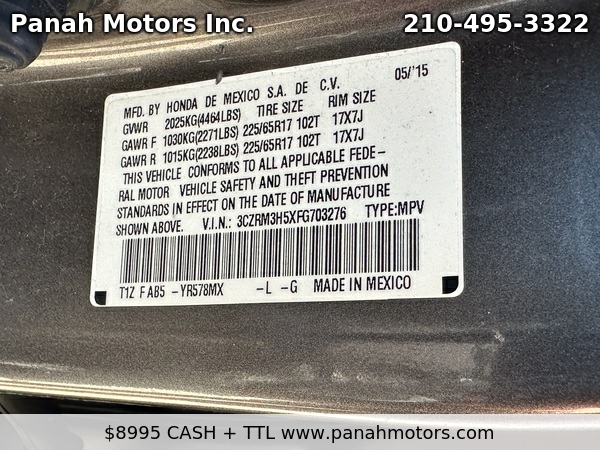 Panah Motors Inc. 210-495-3322
MFD. BY HONDA DE MEXICO S.A. DE C.V. 05/'15
GVWR 2025KG(4464LBS) TIRE SIZE RIM SIZE
GAWR F 1030KG(2271LBS) 225/65R17 102T 17X7J
GAWR R 1015KG(2238LBS) 225/65R17 102T 17X7J
THIS VEHICLE CONFORMS TO ALL APPLICABLE FEDE-
RAL MOTOR VEHICLE SAFETY AND THEFT PREVENTION
STANDARDS IN EFFECT ON THE DATE OF MANUFACTURE
SHOWN ABOVE. V.I.N.: 3CZRM3H5XFG703276 TYPE:MPV
T1Z F AB5 -YR578MX -L -G MADE IN MEXICO
$8995 CASH + TTL www.panahmotors.com